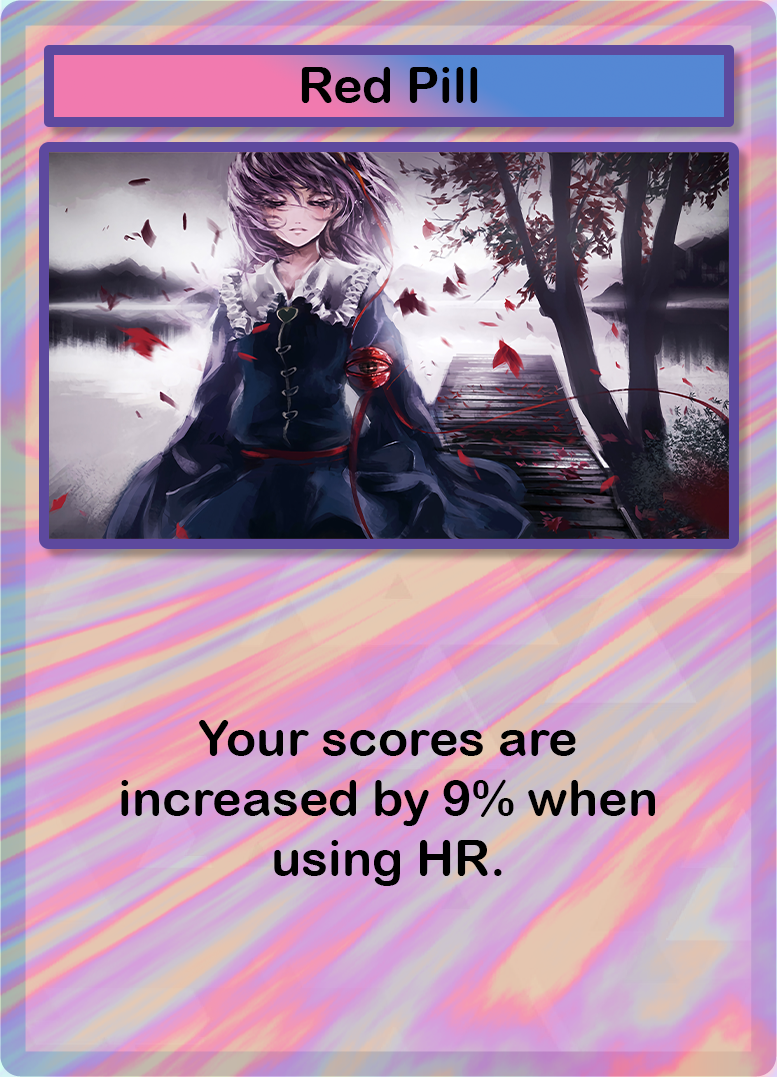 Red Pill
Your scores are
increased by 9% when
using HR.